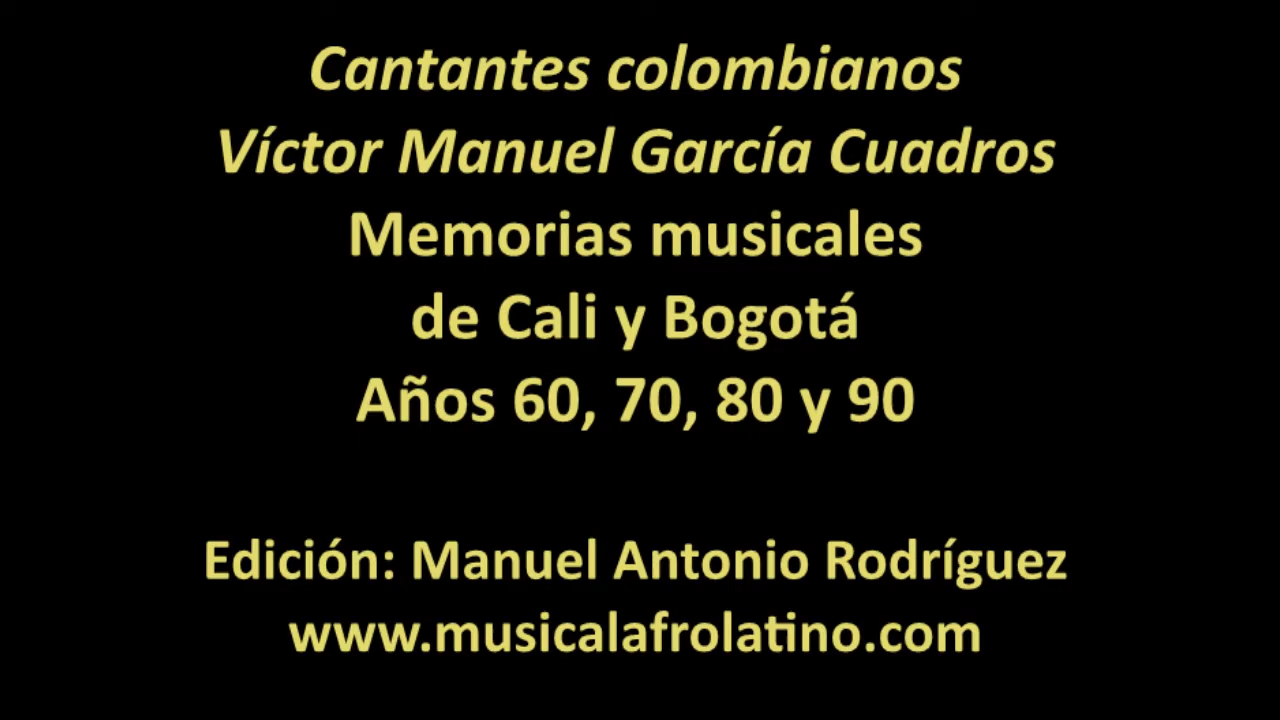 Cantantes colombianos
Víctor Manuel García Cuadros
Memorias musicales
de Cali y Bogotá
Años 60, 70, 80 y 90
Edición: Manuel Antonio Rodríguez
www.musicalafrolatino.com